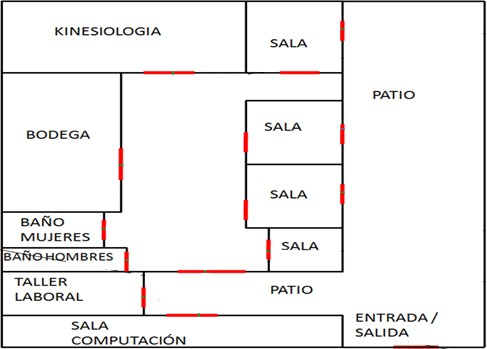 KINESIOLOGIA
SALA
PATIO
BODEGA
SALA
SALA
BAÑO
MUJERES
SALA
BAÑO HOMBRES
TALLER
LABORAL
PATIO
ENTRADA /
SALIDA
SALA
COMPUTACIÓN